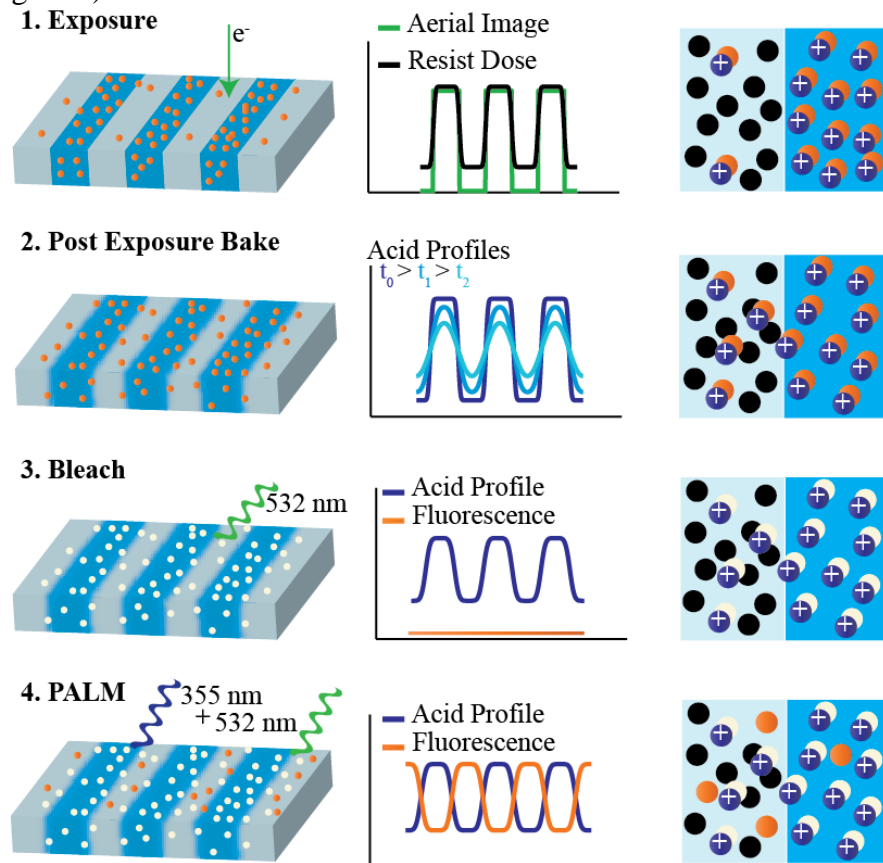 1. Exposure
e-
Aerial Image
Resist Dose
+ +
+ +
+ +
+ +
+ +
+ +
2. Post Exposure Bake
Acid Profiles
t0 > t1 > t2
+ +
+ +
+ +
+ +
+ +
3. Bleach
532 nm
Acid Profile
Fluorescence
+ +
+ +
+ +
+ +
+ +
4. PALM
355 nm
+ 532 nm
Acid Profile
Fluorescence
+ +
+ +
+ +
+ +
+ +